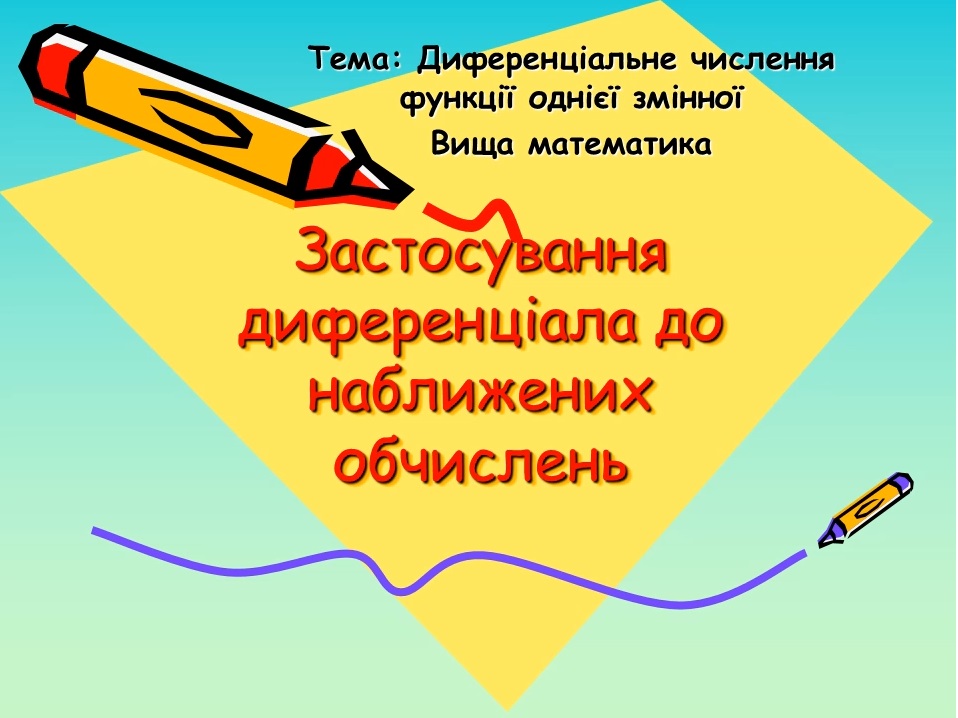 Тема: Диференціальне числення
функції однієї змінної
Вища математика
Застосування
диференціала до
наближених
обчислень